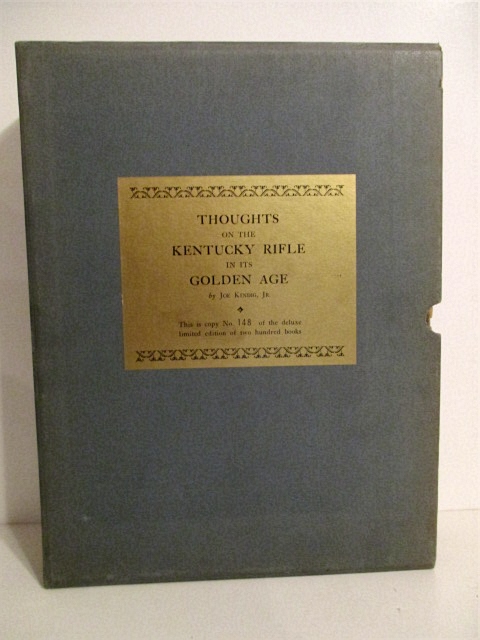 THOUGHTS
ON THE
KENTUCKY RIFLE
IN ITS
GOLDEN AGE
by Joe Kindig, Jr.
This is copy No. 148 of the deluxe
limited edition of two hundred books